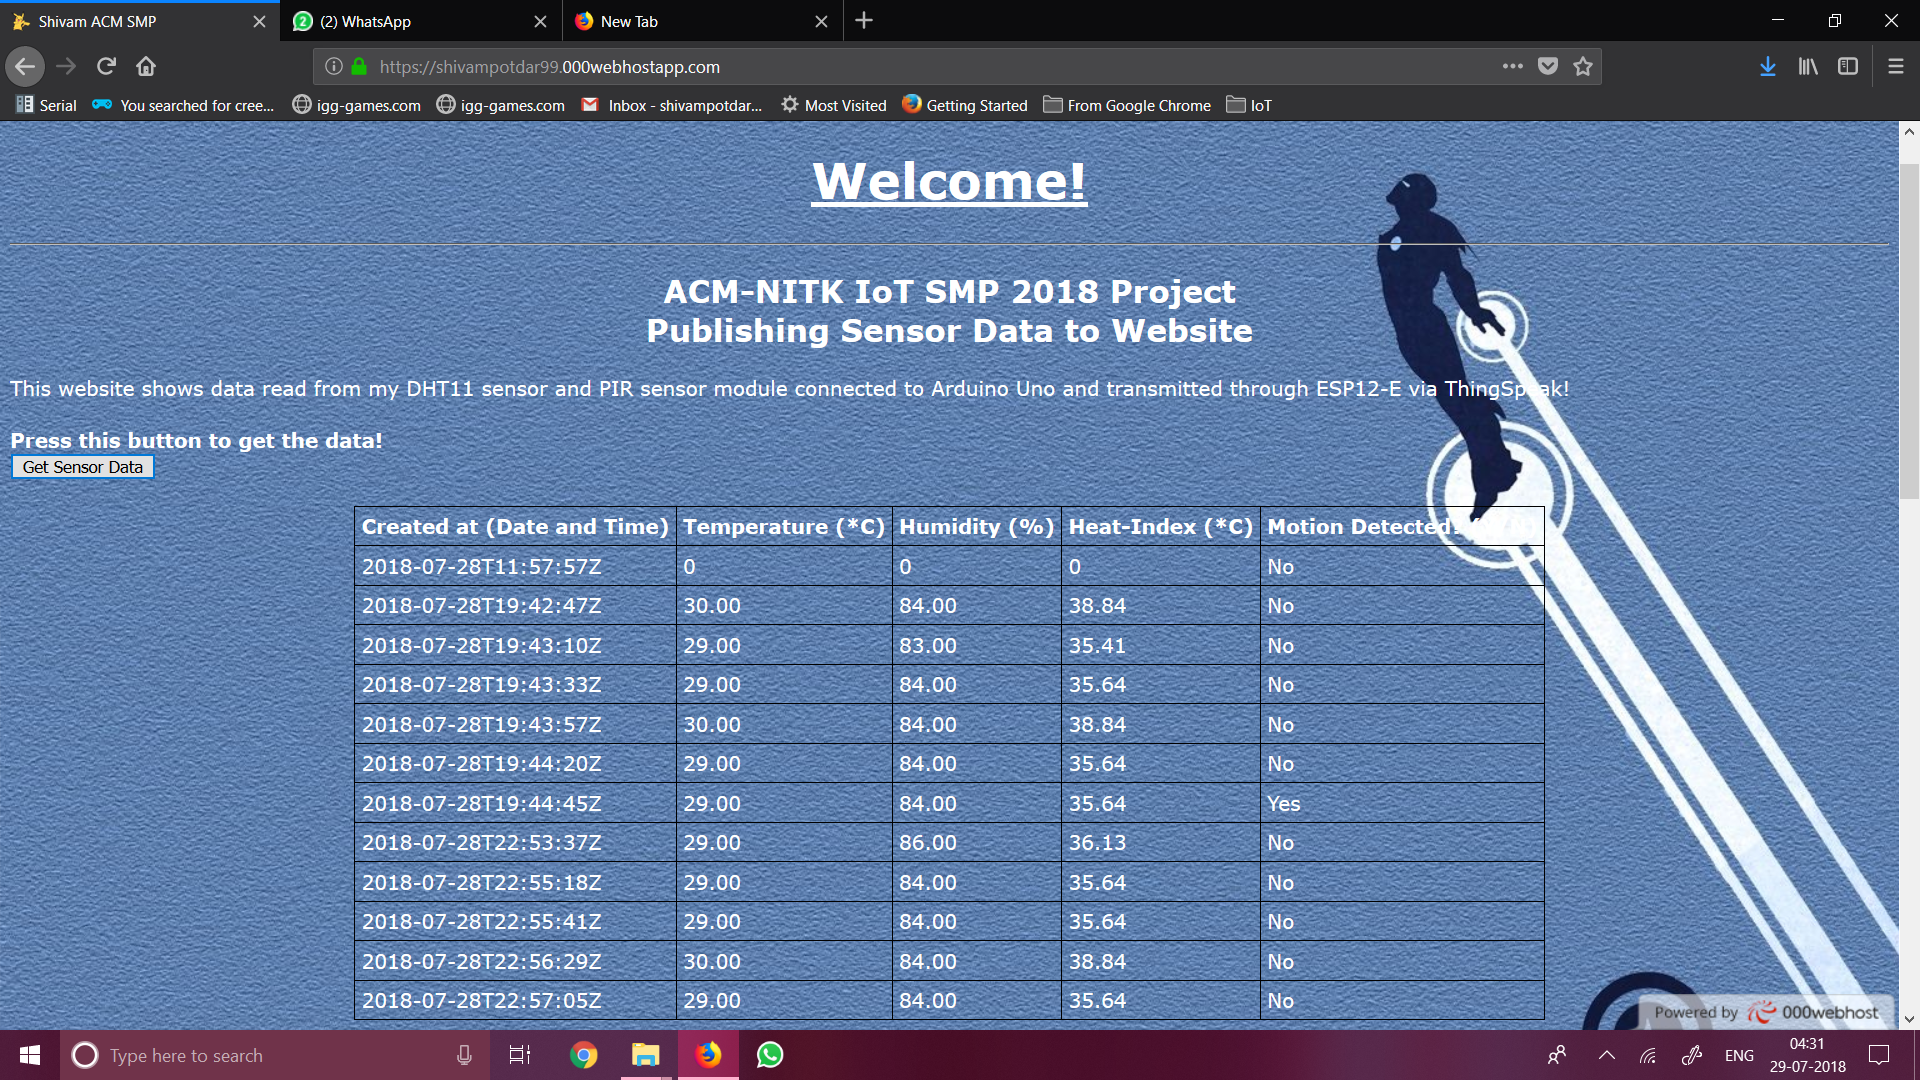 Shivam ACM SMP
(2) WhatsApp
New Tab
https://shivampotdar99.000webhostapp.com
Serial
You searched for cree...
igg-games.com
igg-games.com
Inbox - shivampotdar...
Most Visited
Getting Started
From Google Chrome
IoT
Welcome!
ACM-NITK IoT SMP 2018 Project
Publishing Sensor Data to Website
This website shows data read from my DHT11 sensor and PIR sensor module connected to Arduino Uno and transmitted through ESP12-E via ThingSpeak!
Press this button to get the data!
Get Sensor Data
Created at (Date and Time) Temperature (*C) Humidity (%) Heat-Index (*C) Motion Detected?
2018-07-28T11:57:57Z 0 0 0 No
2018-07-28T19:42:47Z 30.00 84.00 38.84 No
2018-07-28T19:43:10Z 29.00 83.00 35.41 No
2018-07-28T19:43:33Z 29.00 84.00 35.64 No
2018-07-28T19:43:57Z 30.00 84.00 38.84 No
2018-07-28T19:44:20Z 29.00 84.00 35.64 No
2018-07-28T19:44:45Z 29.00 84.00 35.64 Yes
2018-07-28T22:53:37Z 29.00 86.00 36.13 No
2018-07-28T22:55:18Z 29.00 84.00 35.64 No
2018-07-28T22:55:41Z 29.00 84.00 35.64 No
2018-07-28T22:56:29Z 30.00 84.00 38.84 No
2018-07-28T22:57:05Z 29.00 84.00 35.64 No
Powered by 000webhost
Type here to search
ENG
04:31
29-07-2018